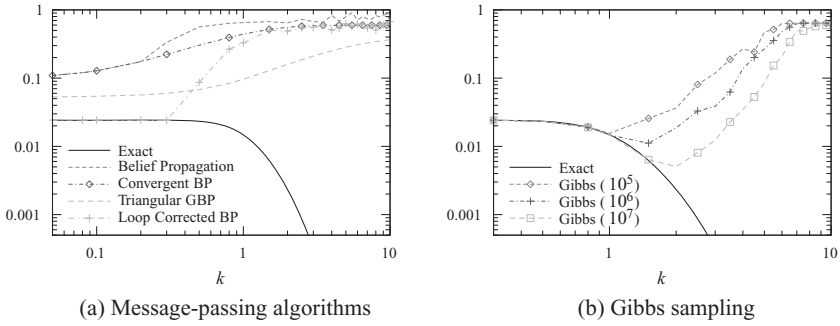 1
0.1
0.01
0.001
Exact
Belief Propagation
Convergent BP
Triangular GBP
Loop Corrected BP
0.1 1 10
k
(a) Message-passing algorithms
1
0.1
0.01
0.001
Exact
Gibbs ( 10^5)
Gibbs ( 10^6)
Gibbs ( 10^7)
1 10
k
(b) Gibbs sampling